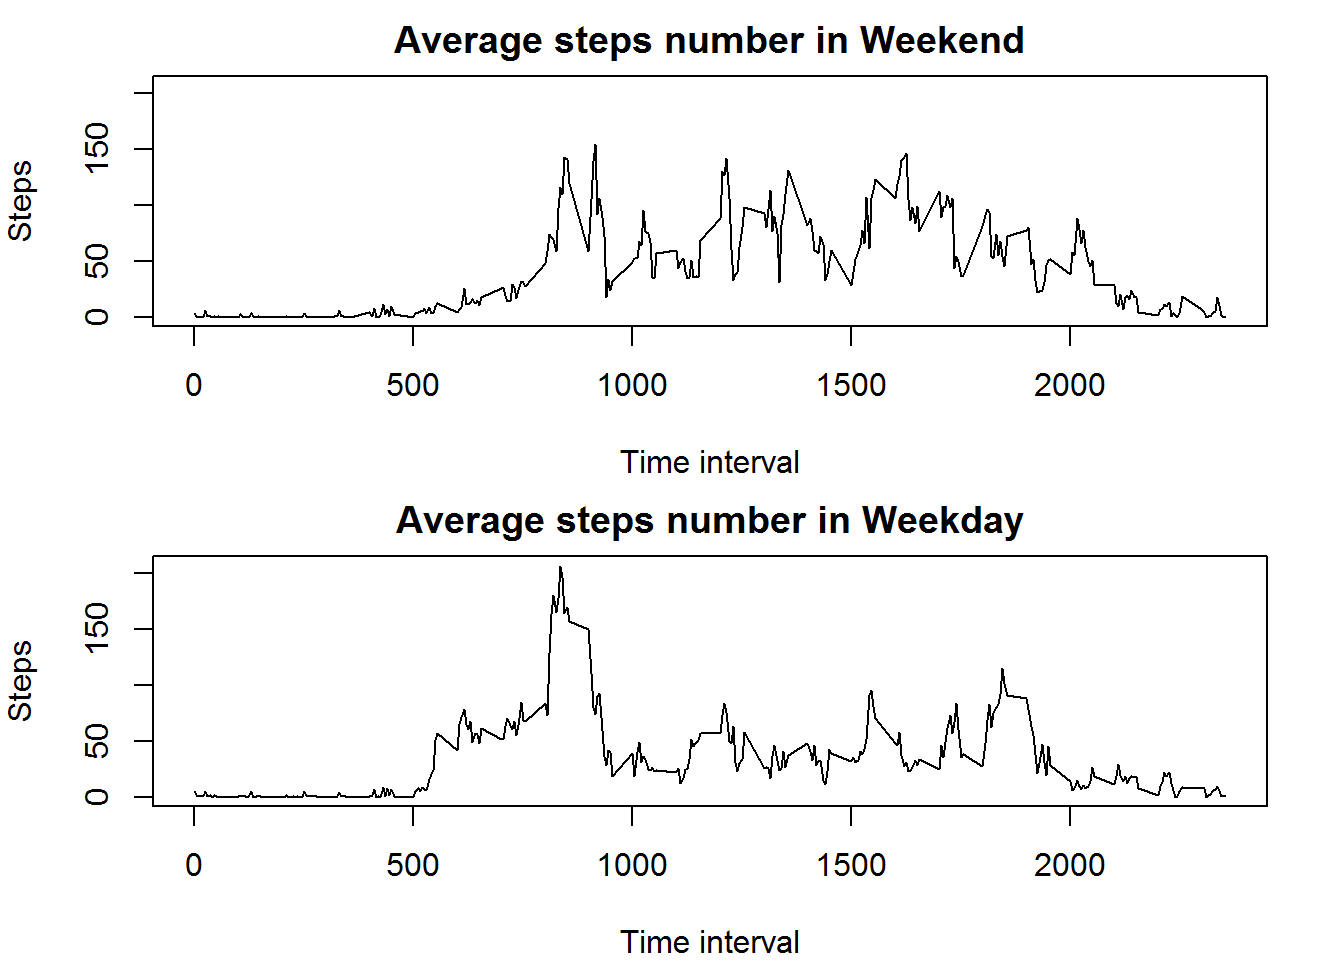 Average steps number in Weekend
Steps
150
50
0
0 500 1000 1500 2000
Time interval
Average steps number in Weekday
Steps
150
50
0
0 500 1000 1500 2000
Time interval